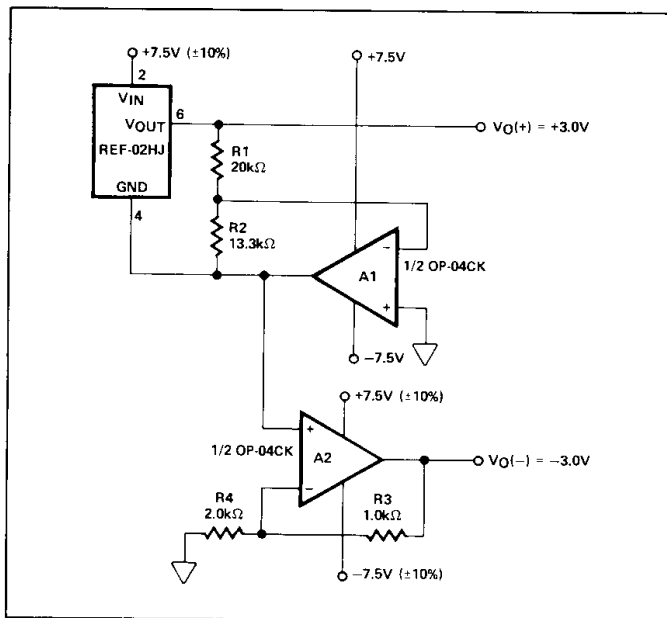 +7.5V (±10%)
2
VIN
VOUT
6
REF-02HJ
GND
4
+7.5V
VO(+) = +3.0V
R1
20kΩ
R2
13.3kΩ
−
A1
+
1/2 OP-04CK
−7.5V
+7.5V (±10%)
1/2 OP-04CK
+
A2
−
VO(−) = −3.0V
R4
2.0kΩ
R3
1.0kΩ
−7.5V (±10%)